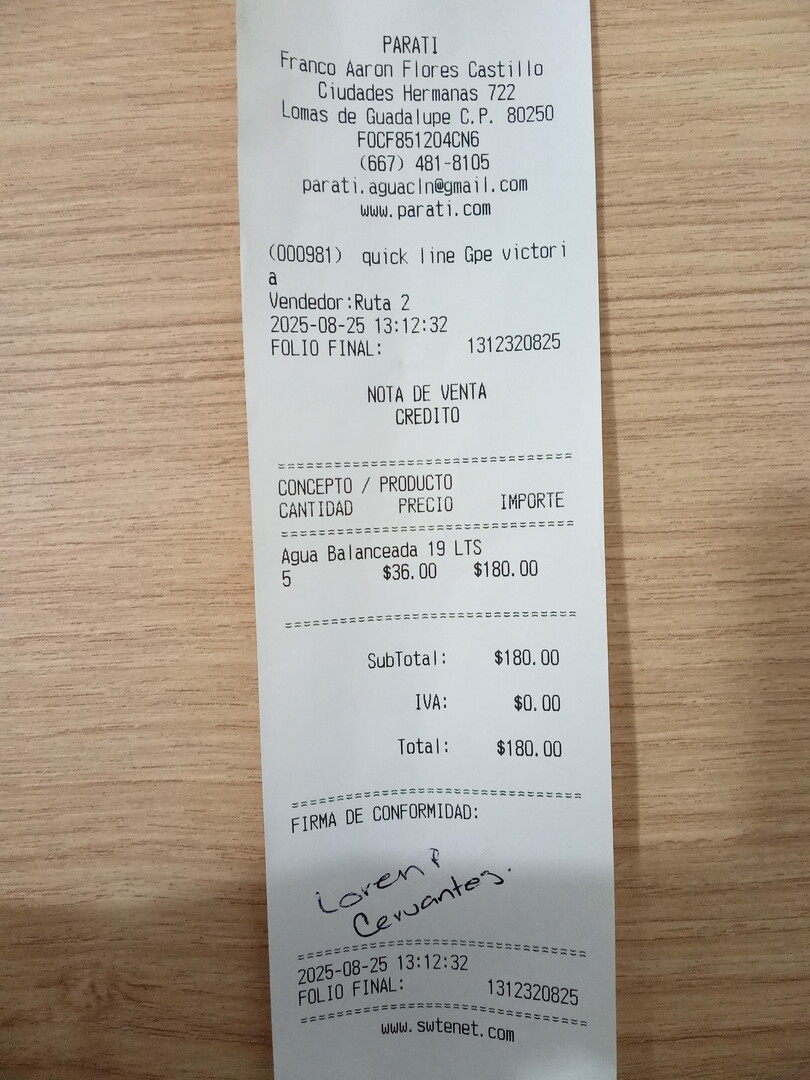 PARATI
Franco Aaron Flores Castillo
Ciudades Hermanas 722
Lomas de Guadalupe C.P. 80250
FOCF851204CN6
(667) 481-8105
parati.aguacln@gmail.com
www.parati.com
(000981) quick line Gpe victori
a
Vendedor:Ruta 2
2025-08-25 13:12:32
FOLIO FINAL: 1312320825
NOTA DE VENTA
CREDITO
===============================
CONCEPTO / PRODUCTO
CANTIDAD PRECIO IMPORTE
===============================
Agua Balanceada 19 LTS
5 $36.00 $180.00
===============================
SubTotal: $180.00
IVA: $0.00
Total: $180.00
===============================
FIRMA DE CONFORMIDAD:
Cervantes.
===============================
2025-08-25 13:12:32
FOLIO FINAL: 1312320825
===============================
www.swtenet.com